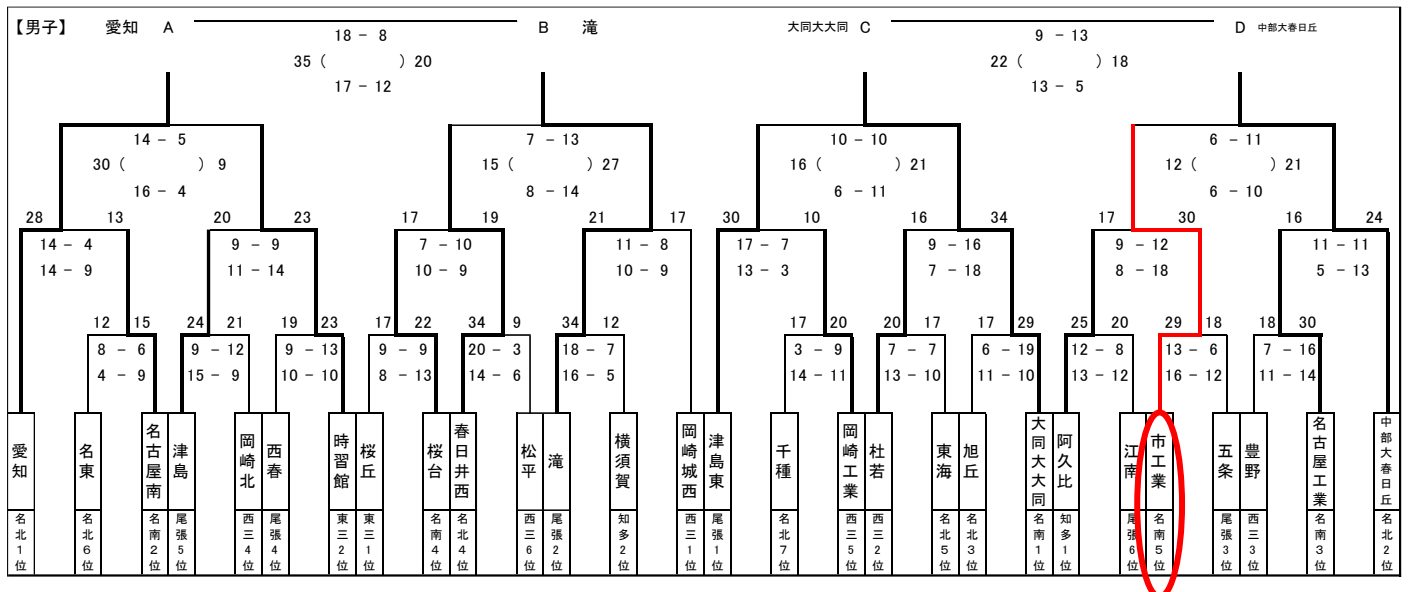 【男子】 愛知 A B 滝 大同大大同 C D 中部大春日丘
18 - 8 9 - 13
35 ( ) 20 22 ( ) 18
17 - 12 13 - 5
14 - 5 7 - 13 10 - 10 6 - 11
30 ( ) 9 15 ( ) 27 16 ( ) 21 12 ( ) 21
16 - 4 8 - 14 6 - 11 6 - 10
28 13 20 23 17 19 21 17 30 10 16 34 17 30 16 24
14 - 4 9 - 9 7 - 10 11 - 8 17 - 7 9 - 16 9 - 12 11 - 11
14 - 9 11 - 14 10 - 9 10 - 9 13 - 3 7 - 18 8 - 18 5 - 13
12 15 24 21 19 23 17 22 34 9 34 12 17 20 20 17 17 29 25 20 29 18 18 30
8 - 6 9 - 12 9 - 13 9 - 9 20 - 3 18 - 7 3 - 9 7 - 7 6 - 19 12 - 8 13 - 6 7 - 16
4 - 9 15 - 9 10 - 10 8 - 13 14 - 6 16 - 5 14 - 11 13 - 10 11 - 10 13 - 12 16 - 12 11 - 14
愛知 名東 名古屋南 津島 岡崎北 西春 時習館 桜丘 桜台 春日井西 松平 滝 横須賀 岡崎城西 津島東 千種 岡崎工業 杜若 東海 旭丘 大同大大同 阿久比 江南 市工業 五条 豊野 名古屋工業 中部大春日丘
名北1位 名北6位 名南2位 尾張5位 西三4位 尾張4位 東三2位 東三1位 名南4位 名北4位 西三6位 尾張2位 知多2位 西三1位 尾張1位 名北7位 西三5位 西三2位 名北5位 名北3位 名南1位 知多1位 尾張6位 名南5位 尾張3位 西三3位 名南3位 名北2位